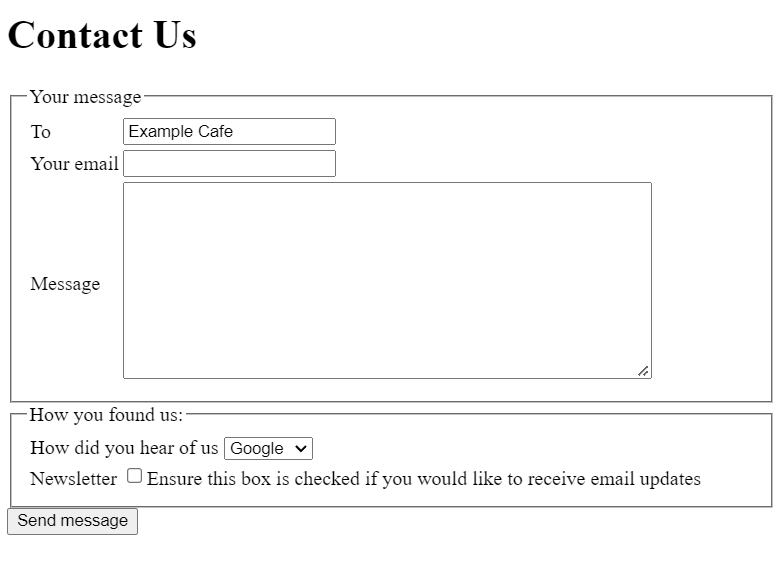 Contact Us
Your message
To Example Cafe
Your email
Message
How you found us:
How did you hear of us Google
Newsletter Ensure this box is checked if you would like to receive email updates
Send message